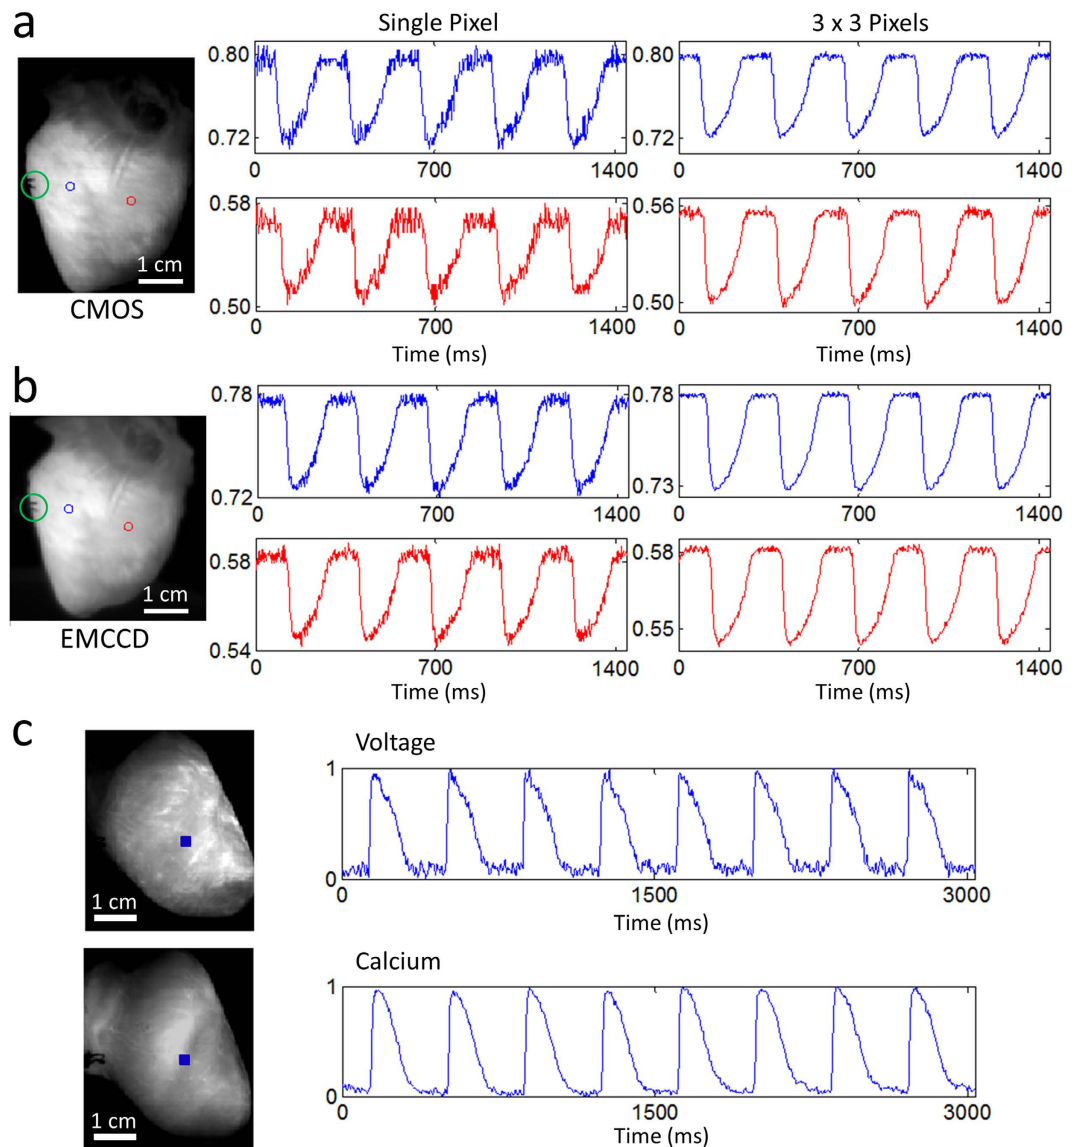 a
Single Pixel
3 x 3 Pixels
0.80
0.72
0
700
1400
0.80
0.72
0
700
1400
0.58
0.50
0
700
1400
Time (ms)
0.56
0.50
0
700
1400
Time (ms)
1 cm
CMOS
b
0.78
0.72
0
700
1400
0.78
0.73
0
700
1400
0.58
0.54
0
700
1400
Time (ms)
0.58
0.55
0
700
1400
Time (ms)
1 cm
EMCCD
c
Voltage
1
0
0
1500
3000
Time (ms)
1 cm
Calcium
1
0
0
1500
3000
Time (ms)
1 cm